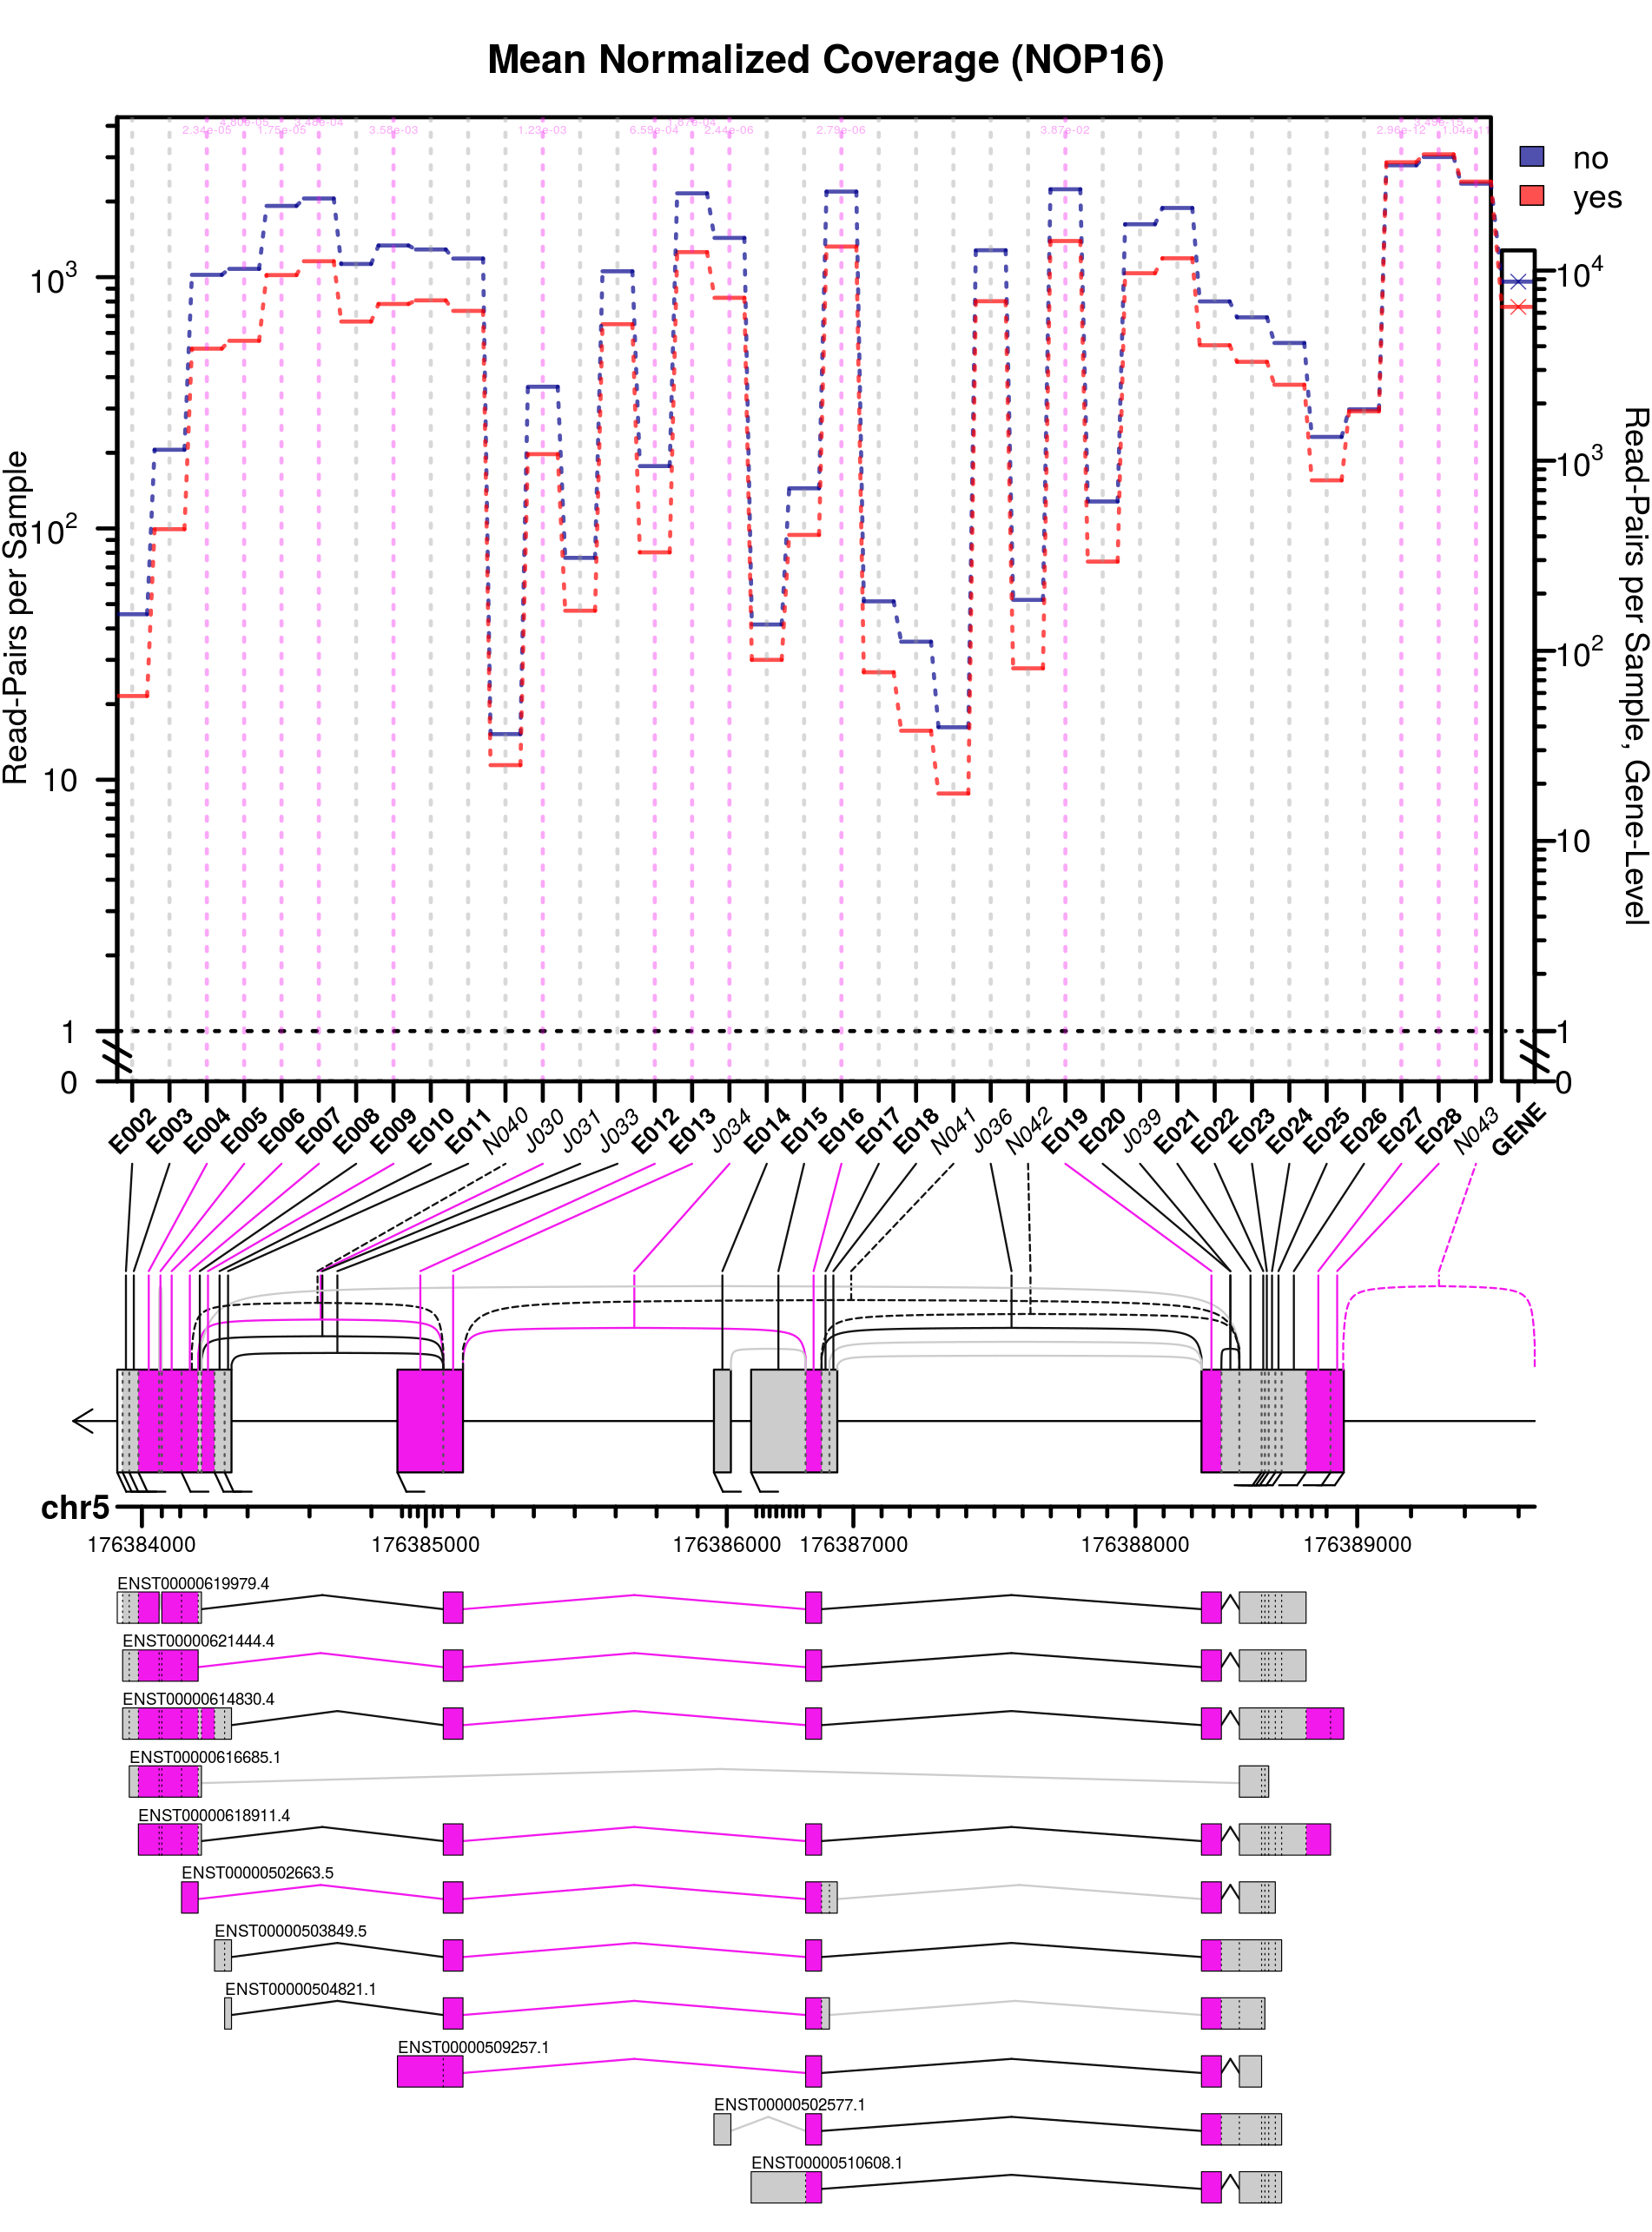 Mean Normalized Coverage (NOP16)
2.34e-05
1.75e-05
3.58e-03
1.23e-03
6.59e-04
2.44e-06
2.79e-06
3.87e-02
2.96e-12
no
yes
Read-Pairs per Sample
10^3
10^2
10
1
0
10^4
10^3
10^2
10
1
0
Read-Pairs per Sample, Gene-Level
E002 E003 E004 E005 E006 E007 E008 E009 E010 E011 N040 J030 J031 J033 E012 E013 J034 E014 E015 E016 E017 E018 N041 J036 N042 E019 E020 J039 E021 E022 E023 E024 E025 E026 E027 E028 N043 GENE
chr5
176384000 176385000 176386000 176387000 176388000 176389000
ENST00000619979.4
ENST00000621444.4
ENST00000614830.4
ENST00000616685.1
ENST00000618911.4
ENST00000502663.5
ENST00000503849.5
ENST00000504821.1
ENST00000509257.1
ENST00000502577.1
ENST00000510608.1